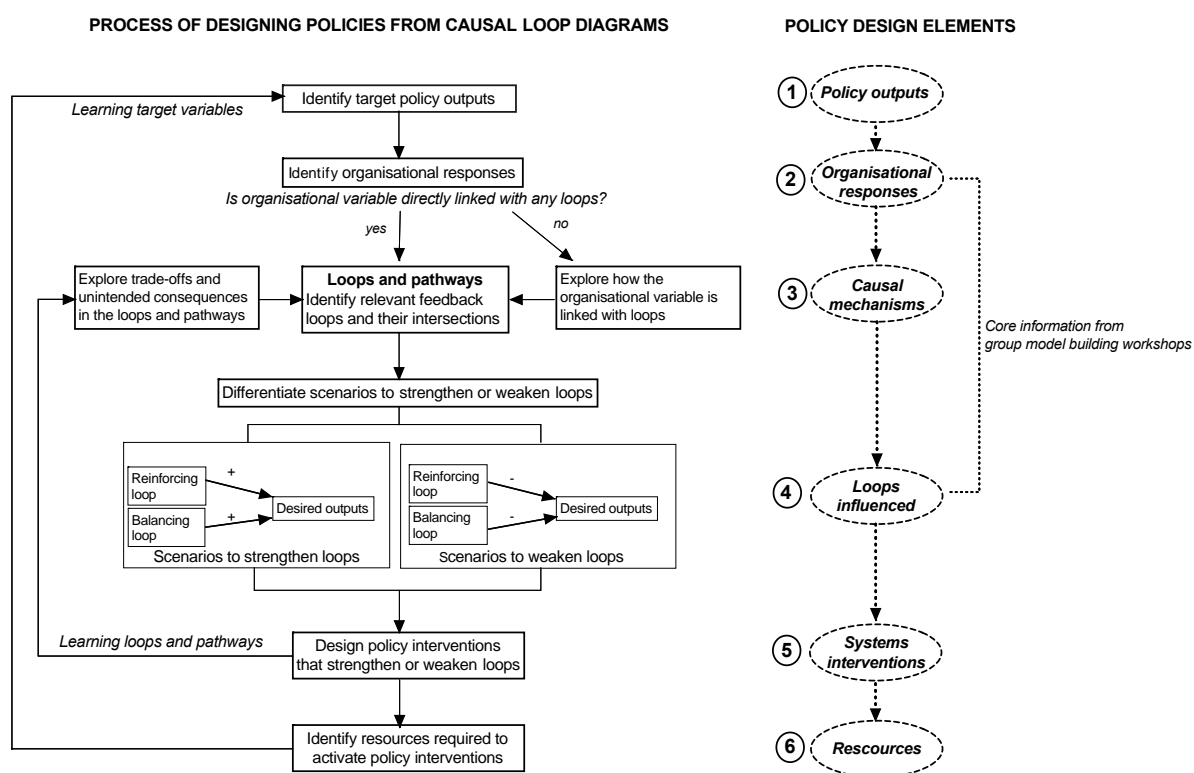 PROCESS OF DESIGNING POLICIES FROM CAUSAL LOOP DIAGRAMS
Learning target variables
Identify target policy outputs
Identify organisational responses
Is organisational variable directly linked with any loops?
yes
no
Explore trade-offs and
unintended consequences
in the loops and pathways
Loops and pathways
Identify relevant feedback
loops and their intersections
Explore how the
organisational variable is
linked with loops
Differentiate scenarios to strengthen or weaken loops
Reinforcing
loop
+
Balancing
loop
+
Desired outputs
Scenarios to strengthen loops
Reinforcing
loop
-
Balancing
loop
-
Desired outputs
Scenarios to weaken loops
Learning loops and pathways
Design policy interventions
that strengthen or weaken loops
Identify resources required to
activate policy interventions
POLICY DESIGN ELEMENTS
1
Policy outputs
2
Organisational
responses
3
Causal
mechanisms
Core information from
group model building workshops
4
Loops
influenced
5
Systems
interventions
6
Rescources